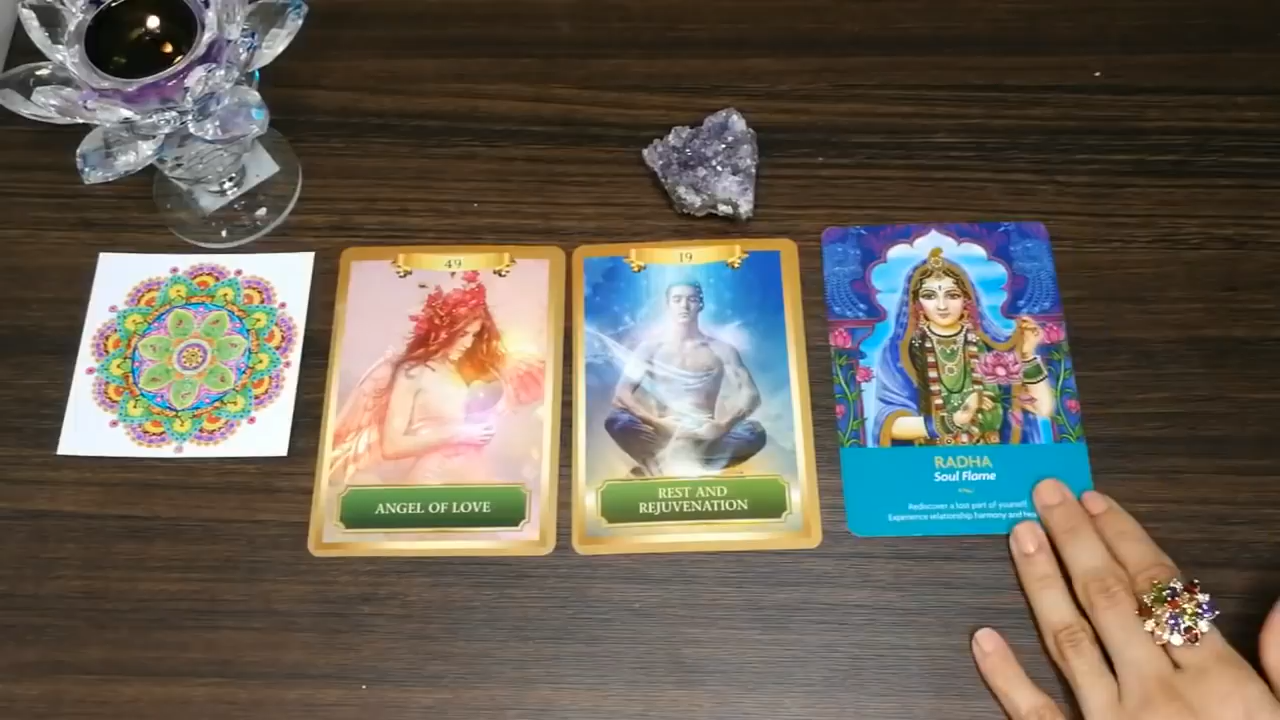 49
ANGEL OF LOVE
19
REST AND
REJUVENATION
RADHA
Soul Flame
Rediscover a lost part of yourself
Experience relationship harmony and